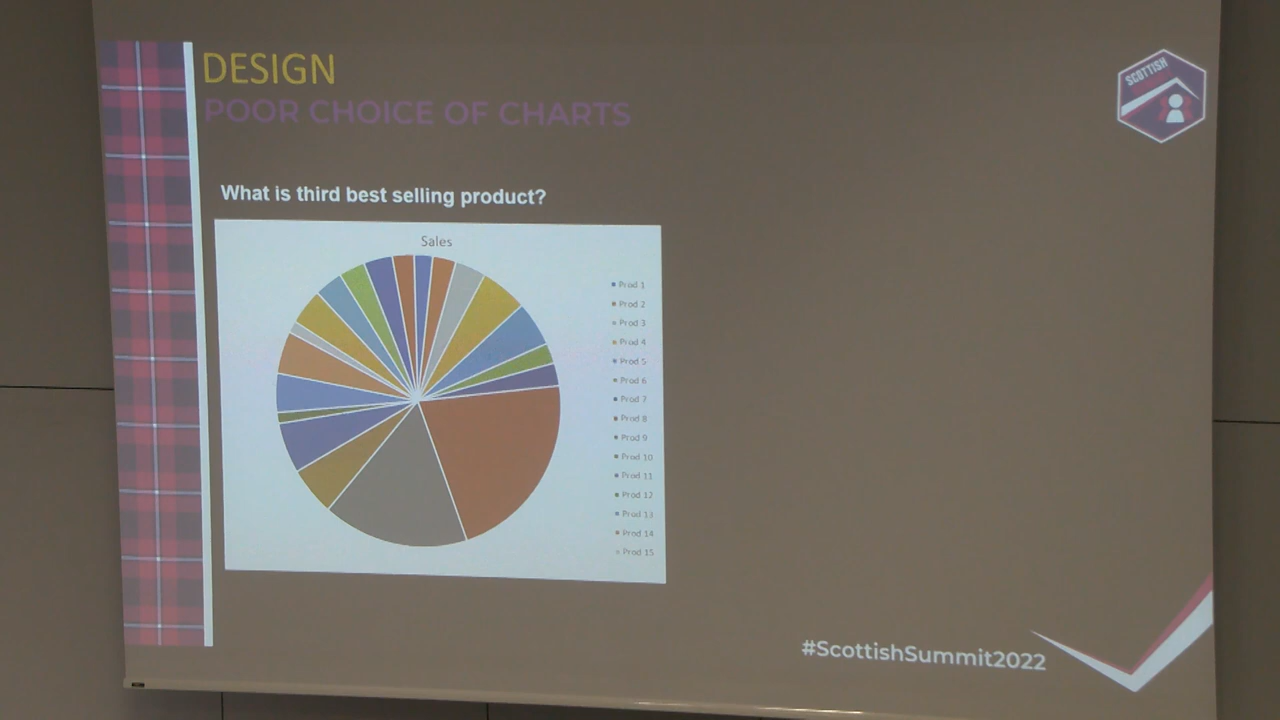 DESIGN
POOR CHOICE OF CHARTS
SCOTTISH
What is third best selling product?
Sales
Prod 1
Prod 2
Prod 3
Prod 4
Prod 5
Prod 6
Prod 7
Prod 8
Prod 9
Prod 10
Prod 11
Prod 12
Prod 13
Prod 14
Prod 15
#ScottishSummit2022